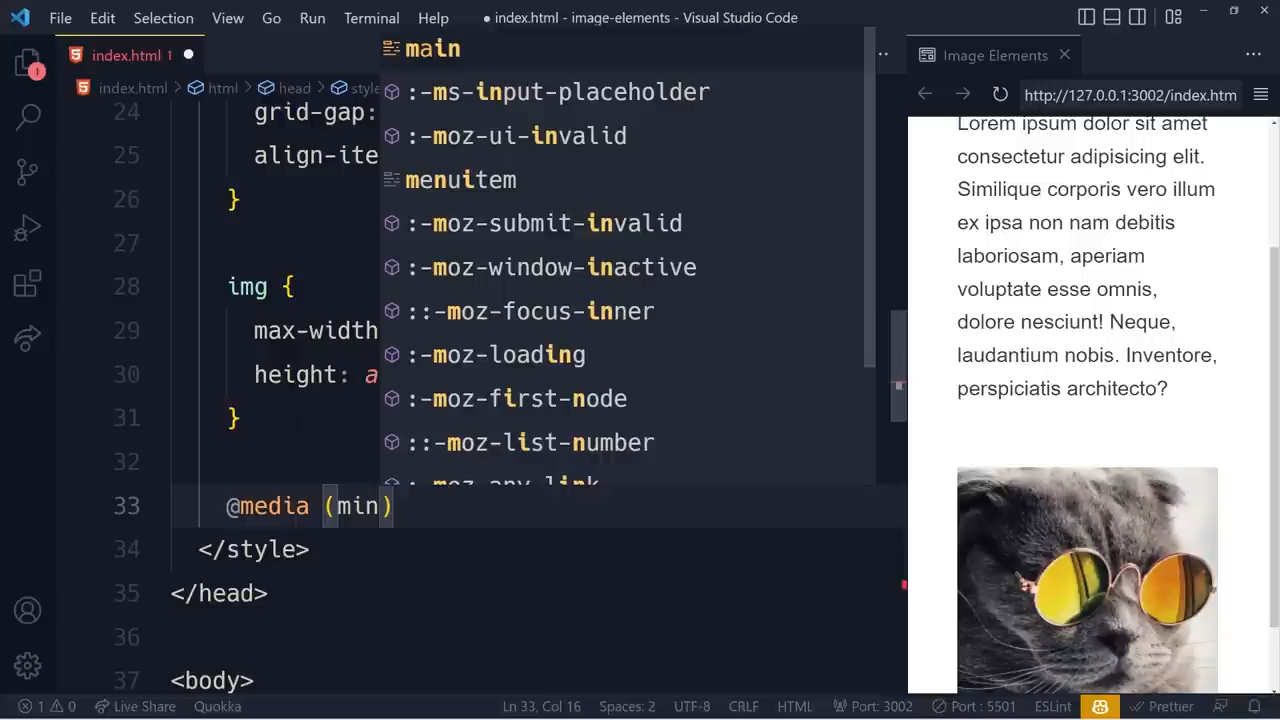 File Edit Selection View Go Run Terminal Help ● index.html - image-elements - Visual Studio Code
index.html 1 ●
Image Elements
1
index.html > html > head > style
http://127.0.0.1:3002/index.htm
24 grid-gap:
25 align-ite
26 }
27
28 img {
29 max-width
30 height: a
31 }
32
33 @media (min)
34 </style>
35 </head>
36
37 <body>
main
:-ms-input-placeholder
:-moz-ui-invalid
menuitem
:-moz-submit-invalid
:-moz-window-inactive
::-moz-focus-inner
:-moz-loading
:-moz-first-node
::-moz-list-number
:-moz-any-link
Lorem ipsum dolor sit amet
consectetur adipisicing elit.
Similique corporis vero illum
ex ipsa non nam debitis
laboriosam, aperiam
voluptate esse omnis,
dolore nesciunt! Neque,
laudantium nobis. Inventore,
perspiciatis architecto?
1 0 Live Share Quokka Ln 33, Col 16 Spaces: 2 UTF-8 CRLF HTML Port: 3002 Port : 5501 ESLint Prettier